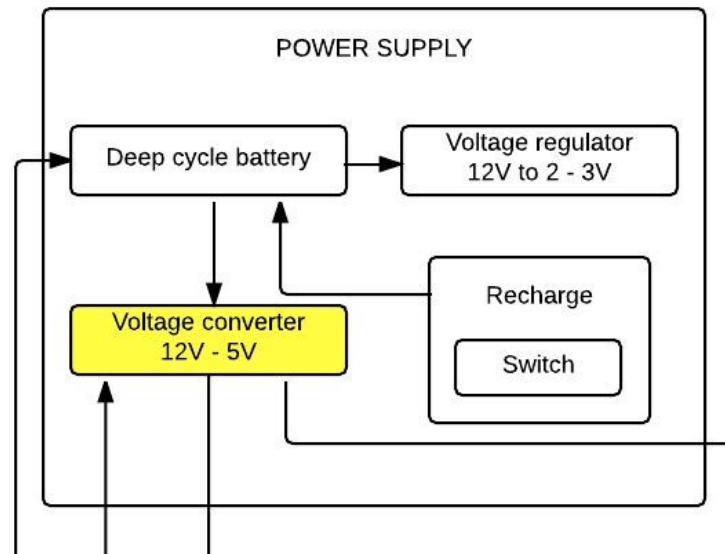 POWER SUPPLY
Deep cycle battery
Voltage regulator
12V to 2 - 3V
Voltage converter
12V - 5V
Recharge
Switch